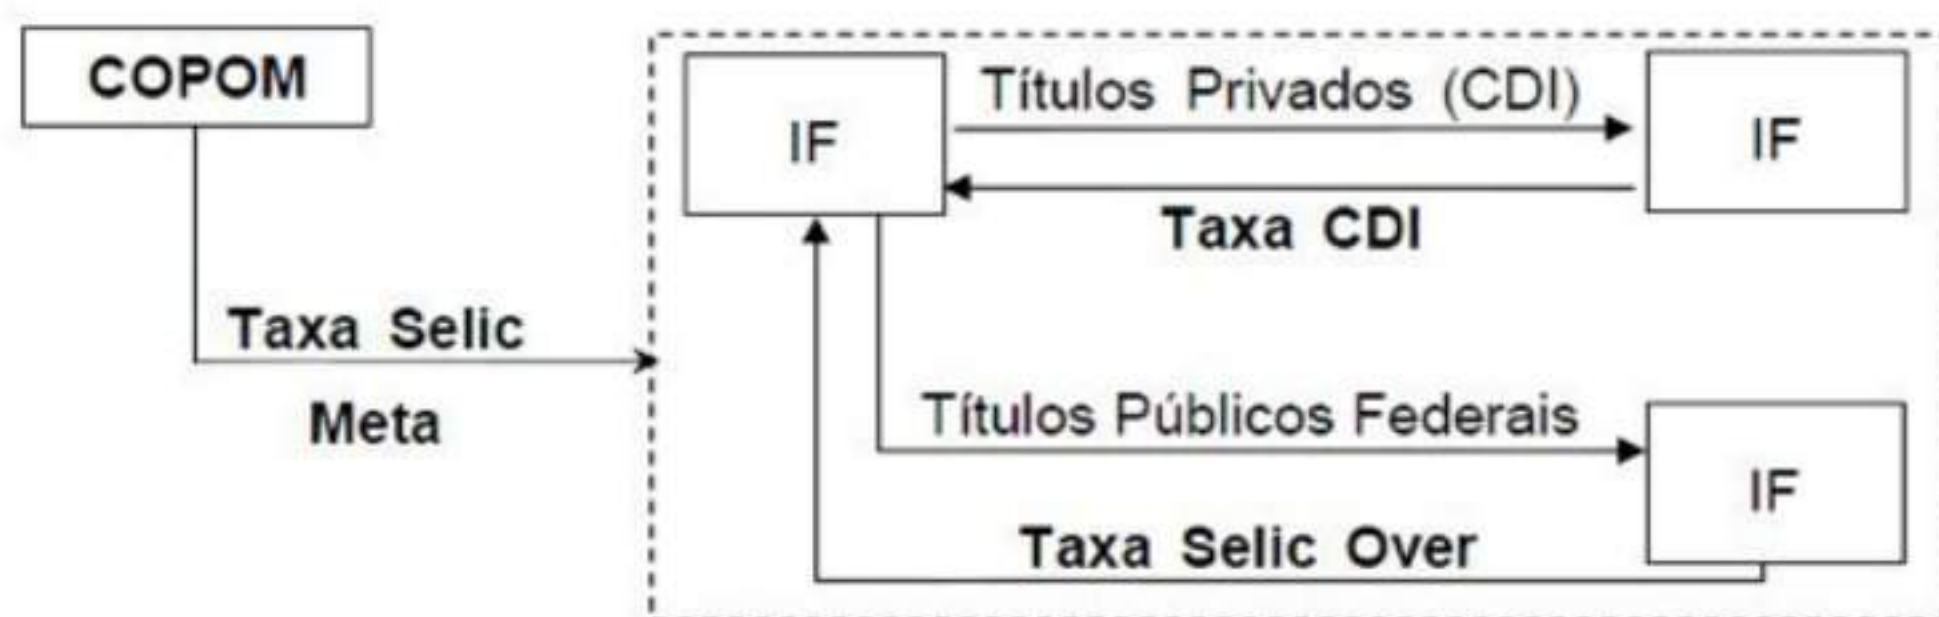 COPOM
IF
Títulos Privados (CDI)
IF
Taxa CDI
Taxa Selic
Meta
Títulos Públicos Federais
IF
Taxa Selic Over